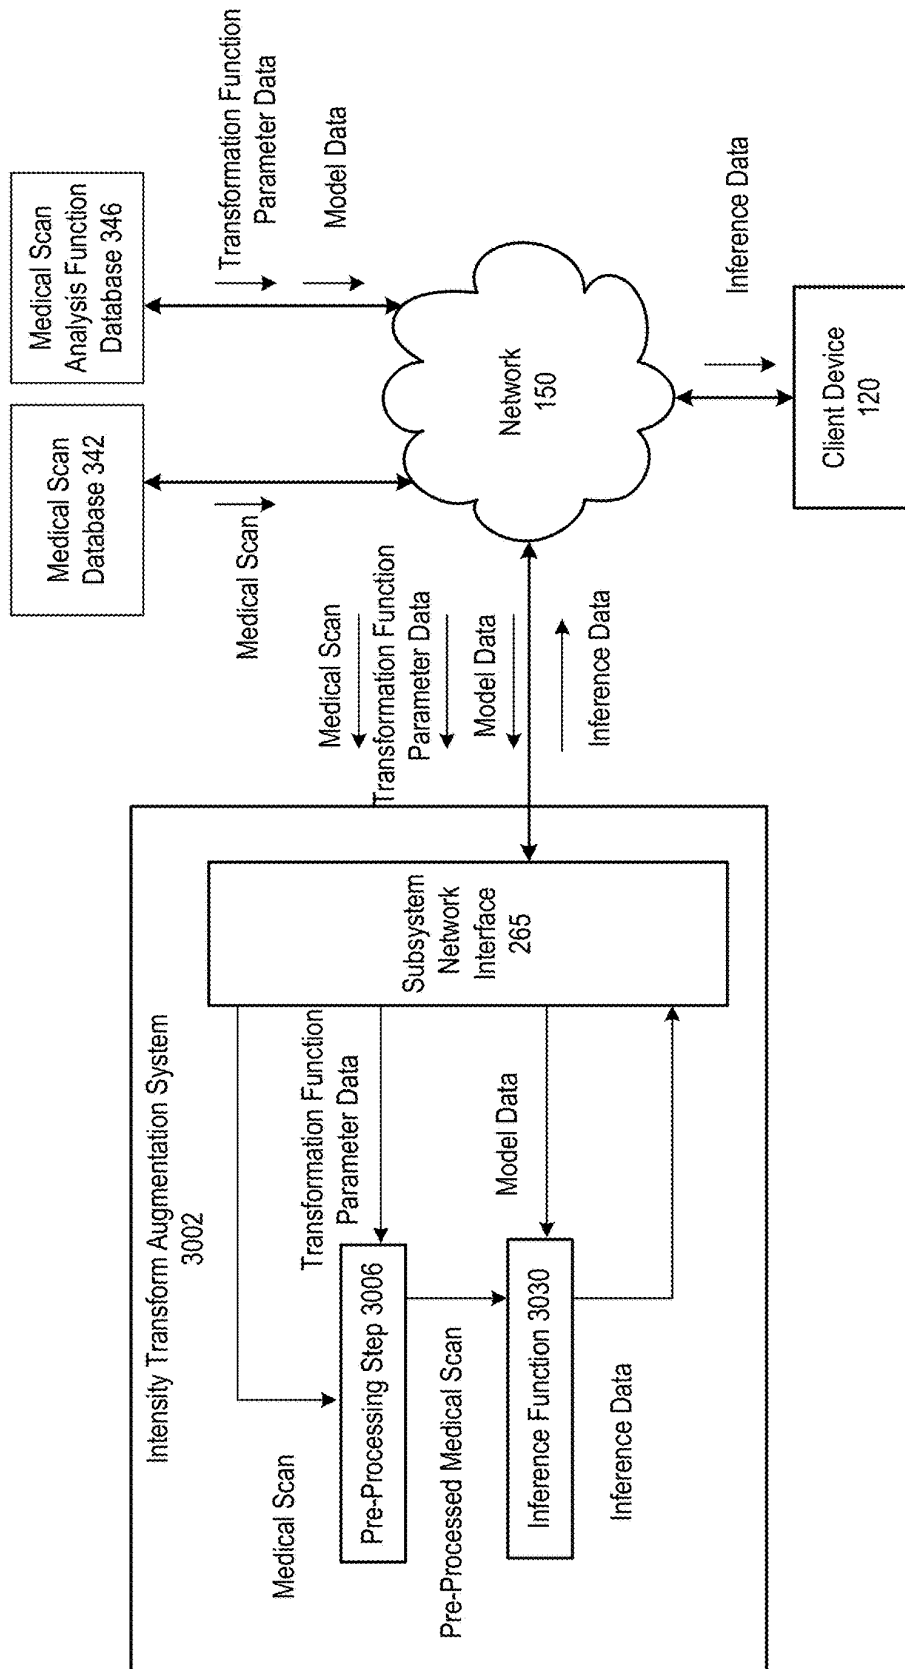 Intensity Transform Augmentation System
3002
Medical Scan
Pre-Processing Step 3006
Transformation Function
Parameter Data
Pre-Processed Medical Scan
Inference Function 3030
Model Data
Inference Data
Subsystem
Network
Interface
265
Medical Scan
Transformation Function
Parameter Data
Model Data
Inference Data
Medical Scan
Database 342
Medical Scan
Analysis Function
Database 346
Medical Scan
Transformation Function
Parameter Data
Model Data
Network
150
Inference Data
Client Device
120